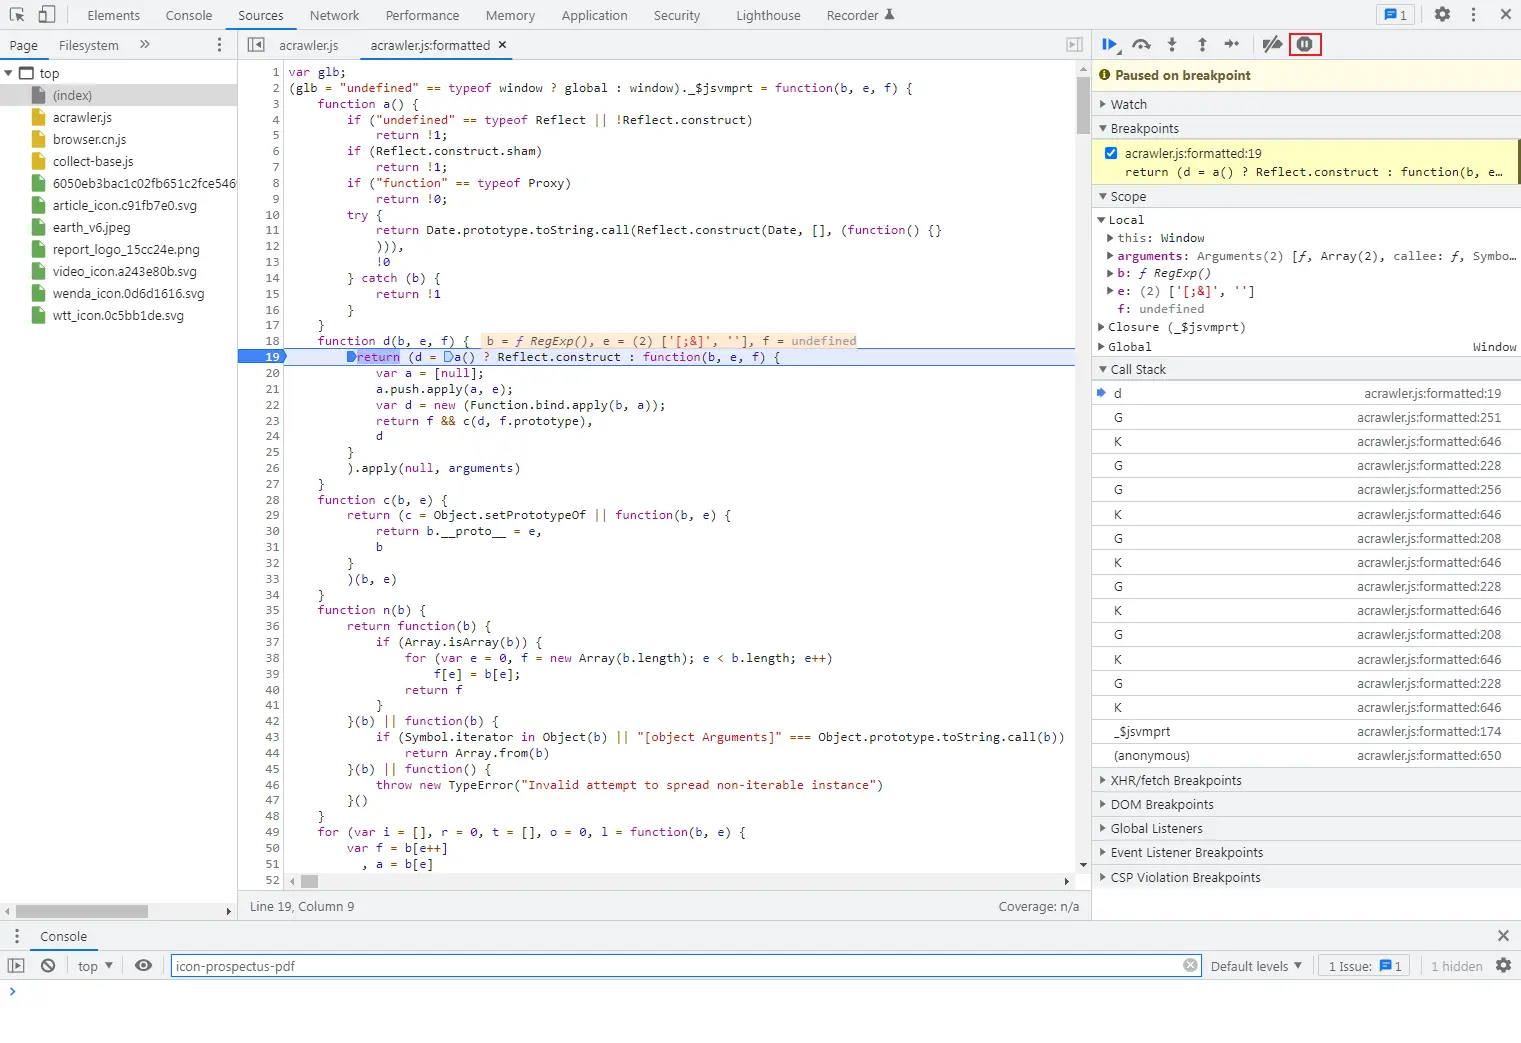 Elements Console Sources Network Performance Memory Application Security Lighthouse Recorder 1
Page Filesystem » acrawler.js acrawler.js:formatted ×
top
(index)
acrawler.js
browser.cn.js
collect-base.js
6050eb3bac1c02fb651c2fce546
article_icon.c91fb7e0.svg
earth_v6.jpeg
report_logo_15cc24e.png
video_icon.a243e80b.svg
wenda_icon.0d6d1616.svg
wtt_icon.0c5bb1de.svg
1 var glb;
2 (glb = "undefined" == typeof window ? global : window)._$jsvmprt = function(b, e, f) {
3 function a() {
4 if ("undefined" == typeof Reflect || !Reflect.construct)
5 return !1;
6 if (Reflect.construct.sham)
7 return !1;
8 if ("function" == typeof Proxy)
9 return !0;
10 try {
11 return Date.prototype.toString.call(Reflect.construct(Date, [], (function() {}
12 ))),
13 !0
14 } catch (b) {
15 return !1
16 }
17 }
18 function d(b, e, f) { b = ƒ RegExp(), e = (2) ['[;&]', ''], f = undefined
19 return (d = a() ? Reflect.construct : function(b, e, f) {
20 var a = [null];
21 a.push.apply(a, e);
22 var d = new (Function.bind.apply(b, a));
23 return f && c(d, f.prototype),
24 d
25 }
26 ).apply(null, arguments)
27 }
28 function c(b, e) {
29 return (c = Object.setPrototypeOf || function(b, e) {
30 return b.__proto__ = e,
31 b
32 }
33 )(b, e)
34 }
35 function n(b) {
36 return function(b) {
37 if (Array.isArray(b)) {
38 for (var e = 0, f = new Array(b.length); e < b.length; e++)
39 f[e] = b[e];
40 return f
41 }
42 }(b) || function(b) {
43 if (Symbol.iterator in Object(b) || "[object Arguments]" === Object.prototype.toString.call(b))
44 return Array.from(b)
45 }(b) || function() {
46 throw new TypeError("Invalid attempt to spread non-iterable instance")
47 }()
48 }
49 for (var i = [], r = 0, t = [], o = 0, l = function(b, e) {
50 var f = b[e++]
51 , a = b[e]
52
Line 19, Column 9 Coverage: n/a
Paused on breakpoint
Watch
Breakpoints
acrawler.js:formatted:19
return (d = a() ? Reflect.construct : function(b, e…
Scope
Local
this: Window
arguments: Arguments(2) [ƒ, Array(2), callee: ƒ, Symbo…
b: ƒ RegExp()
e: (2) ['[;&]', '']
f: undefined
Closure (_$jsvmprt)
Global Window
Call Stack
d acrawler.js:formatted:19
G acrawler.js:formatted:251
K acrawler.js:formatted:646
G acrawler.js:formatted:228
G acrawler.js:formatted:256
K acrawler.js:formatted:646
G acrawler.js:formatted:208
K acrawler.js:formatted:646
G acrawler.js:formatted:228
K acrawler.js:formatted:646
G acrawler.js:formatted:208
K acrawler.js:formatted:646
G acrawler.js:formatted:228
K acrawler.js:formatted:646
_$jsvmprt acrawler.js:formatted:174
(anonymous) acrawler.js:formatted:650
XHR/fetch Breakpoints
DOM Breakpoints
Global Listeners
Event Listener Breakpoints
CSP Violation Breakpoints
Console
top icon-prospectus-pdf Default levels 1 Issue: 1 1 hidden